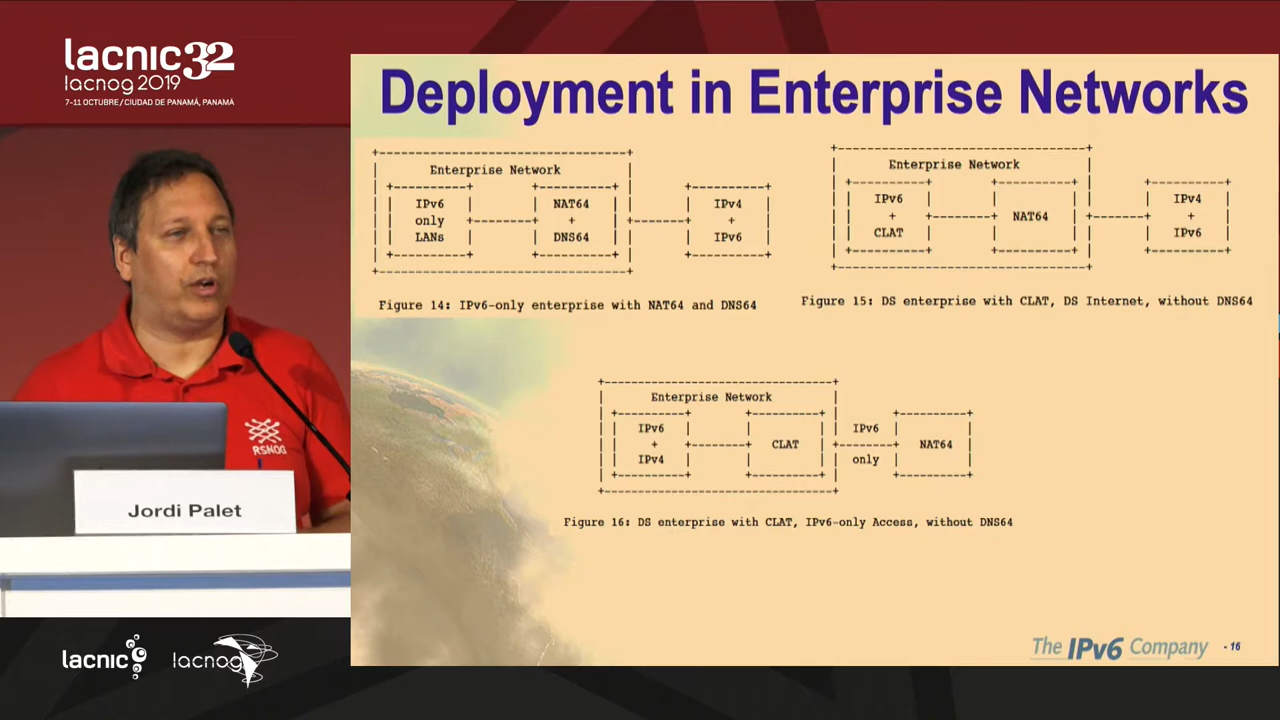 lacnic32
lacnog 2019
7-11 OCTUBRE / CIUDAD DE PANAMÁ, PANAMÁ
Deployment in Enterprise Networks
Enterprise Network
IPv6
only
LANs
NAT64
+
DNS64
IPv4
+
IPv6
Figure 14: IPv6-only enterprise with NAT64 and DNS64
Enterprise Network
IPv6
+
CLAT
NAT64
IPv4
+
IPv6
Figure 15: DS enterprise with CLAT, DS Internet, without DNS64
Enterprise Network
IPv6
+
IPv4
CLAT
IPv6
only
NAT64
Figure 16: DS enterprise with CLAT, IPv6-only Access, without DNS64
RSNOG
Jordi Palet
lacnic
lacnog
The IPv6 Company
- 16